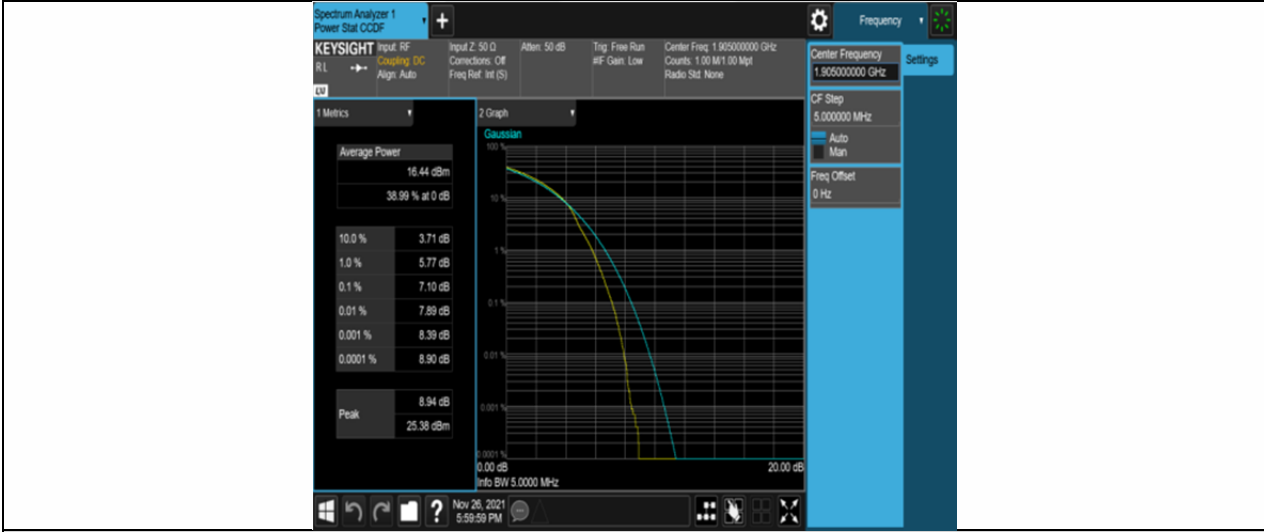 Spectrum Analyzer 1
Power Stat CCDF
Frequency
KEYSIGHT
R L
Input: RF
Coupling: DC
Align: Auto
Input Z: 50 Ω
Corrections: Off
Freq Ref: Int (S)
Atten: 50 dB
Trig: Free Run
#IF Gain: Low
Center Freq: 1.905000000 GHz
Counts: 1.00 M/1.00 Mpt
Radio Std: None
Center Frequency
1.905000000 GHz
Settings
CF Step
5.000000 MHz
Auto
Man
Freq Offset
0 Hz
1 Metrics
Average Power
16.44 dBm
38.99 % at 0 dB
10.0 % 3.71 dB
1.0 % 5.77 dB
0.1 % 7.10 dB
0.01 % 7.89 dB
0.001 % 8.39 dB
0.0001 % 8.90 dB
Peak
8.94 dB
25.38 dBm
2 Graph
Gaussian
100 %
10 %
1 %
0.1 %
0.01 %
0.001 %
0.0001 %
0.00 dB 20.00 dB
Info BW 5.0000 MHz
?
Nov 26, 2021
5:59:59 PM